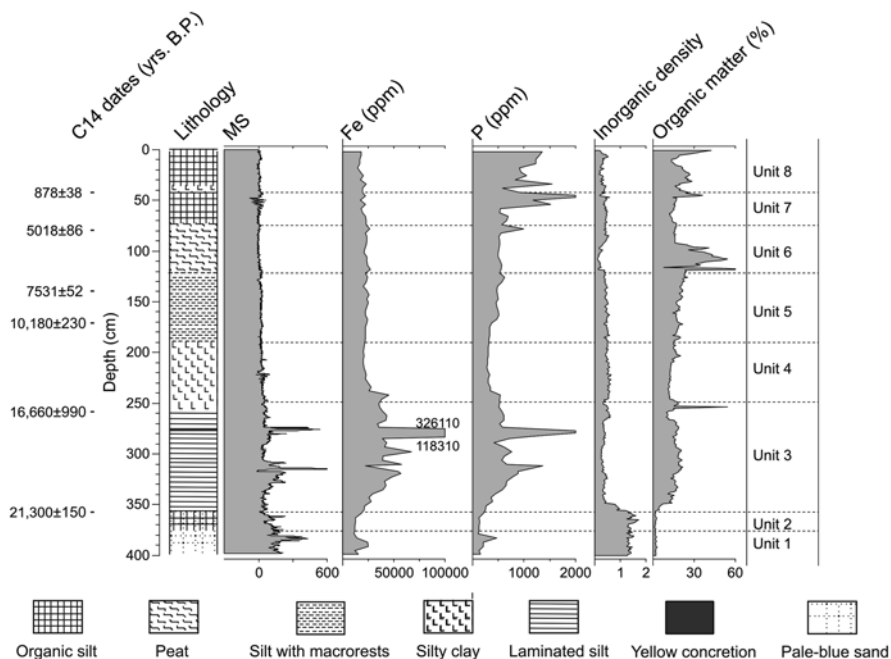 C14 dates (yrs. B.P.)
Lithology
MS
Fe (ppm)
P (ppm)
Inorganic density
Organic matter (%)
Depth (cm)
0
50
100
150
200
250
300
350
400
878±38
5018±86
7531±52
10,180±230
16,660±990
21,300±150
326110
118310
Unit 8
Unit 7
Unit 6
Unit 5
Unit 4
Unit 3
Unit 2
Unit 1
0 600
50000 100000
1000 2000
1 2
30 60
Organic silt Peat Silt with macrorests Silty clay Laminated silt Yellow concretion Pale-blue sand